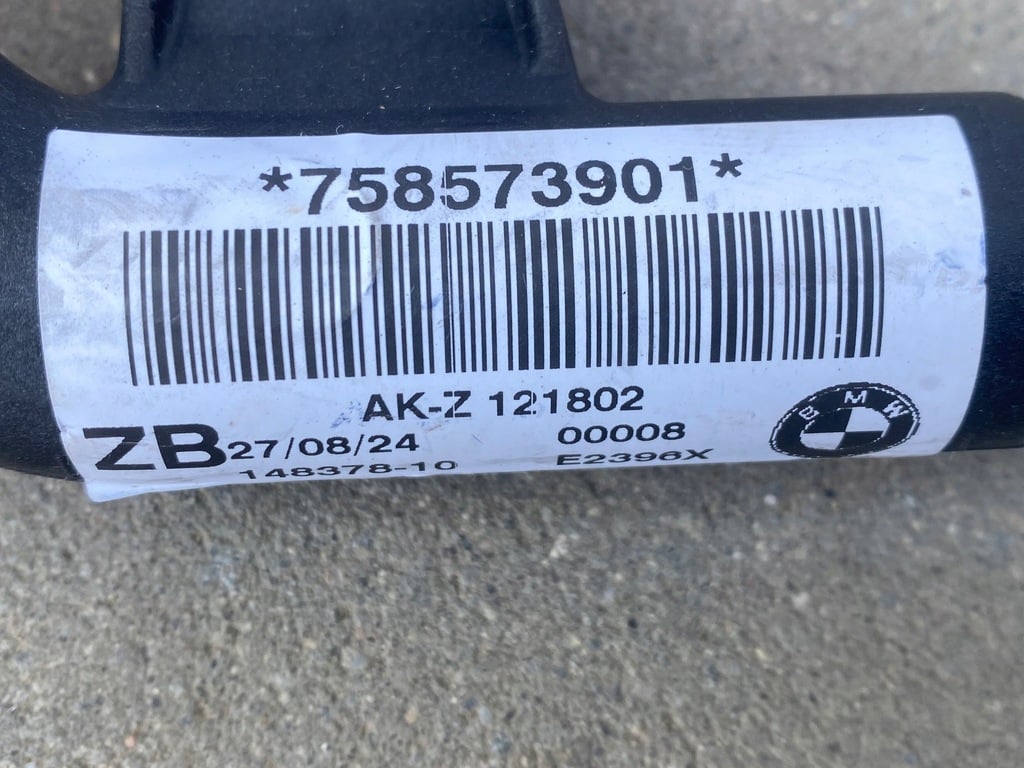 *758573901*
AK-Z 121802
ZB 27/08/24 00008
148378-10 E2396X
BMW